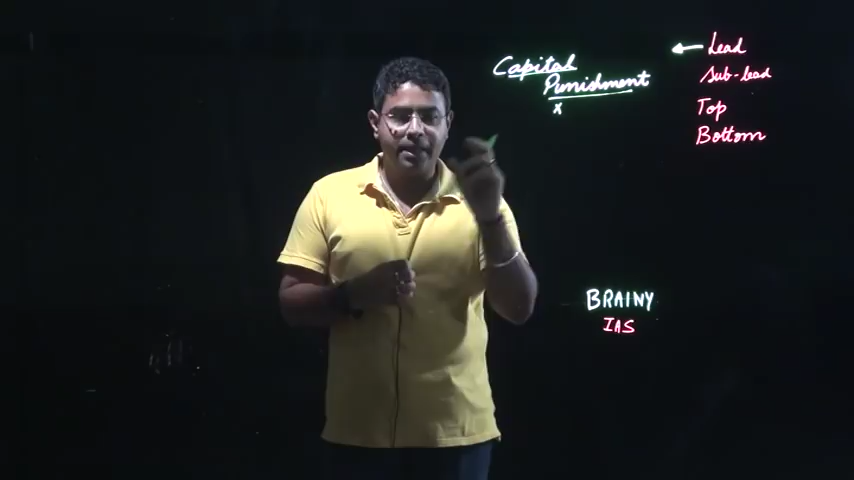 Capital
Punishment
x
← Lead
Sub-lead
Top
Bottom
BRAINY
IAS